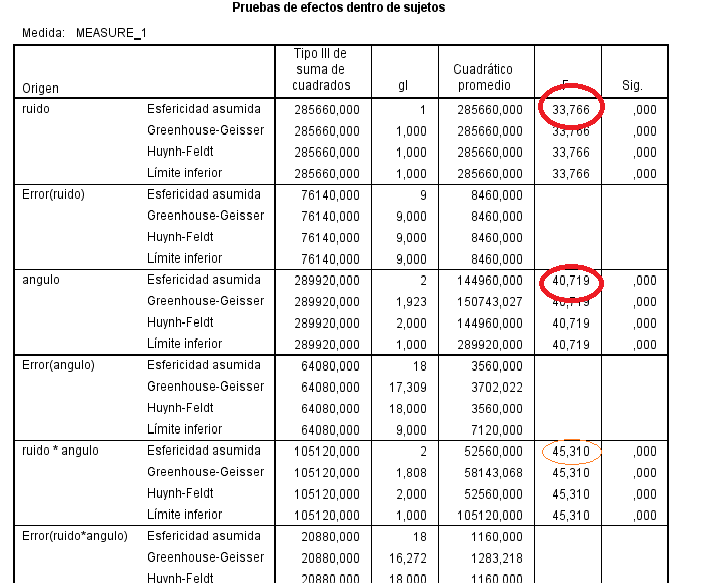 Pruebas de efectos dentro de sujetos
Medida: MEASURE_1
Origen Tipo III de suma de cuadrados gl Cuadrático promedio F Sig.
ruido Esfericidad asumida 285660,000 1 285660,000 33,766 ,000
Greenhouse-Geisser 285660,000 1,000 285660,000 33,766 ,000
Huynh-Feldt 285660,000 1,000 285660,000 33,766 ,000
Límite inferior 285660,000 1,000 285660,000 33,766 ,000
Error(ruido) Esfericidad asumida 76140,000 9 8460,000
Greenhouse-Geisser 76140,000 9,000 8460,000
Huynh-Feldt 76140,000 9,000 8460,000
Límite inferior 76140,000 9,000 8460,000
angulo Esfericidad asumida 289920,000 2 144960,000 40,719 ,000
Greenhouse-Geisser 289920,000 1,923 150743,027 40,719 ,000
Huynh-Feldt 289920,000 2,000 144960,000 40,719 ,000
Límite inferior 289920,000 1,000 289920,000 40,719 ,000
Error(angulo) Esfericidad asumida 64080,000 18 3560,000
Greenhouse-Geisser 64080,000 17,309 3702,022
Huynh-Feldt 64080,000 18,000 3560,000
Límite inferior 64080,000 9,000 7120,000
ruido * angulo Esfericidad asumida 105120,000 2 52560,000 45,310 ,000
Greenhouse-Geisser 105120,000 1,808 58143,068 45,310 ,000
Huynh-Feldt 105120,000 2,000 52560,000 45,310 ,000
Límite inferior 105120,000 1,000 105120,000 45,310 ,000
Error(ruido*angulo) Esfericidad asumida 20880,000 18 1160,000
Greenhouse-Geisser 20880,000 16,272 1283,218
Huynh-Feldt 20880,000 18,000 1160,000